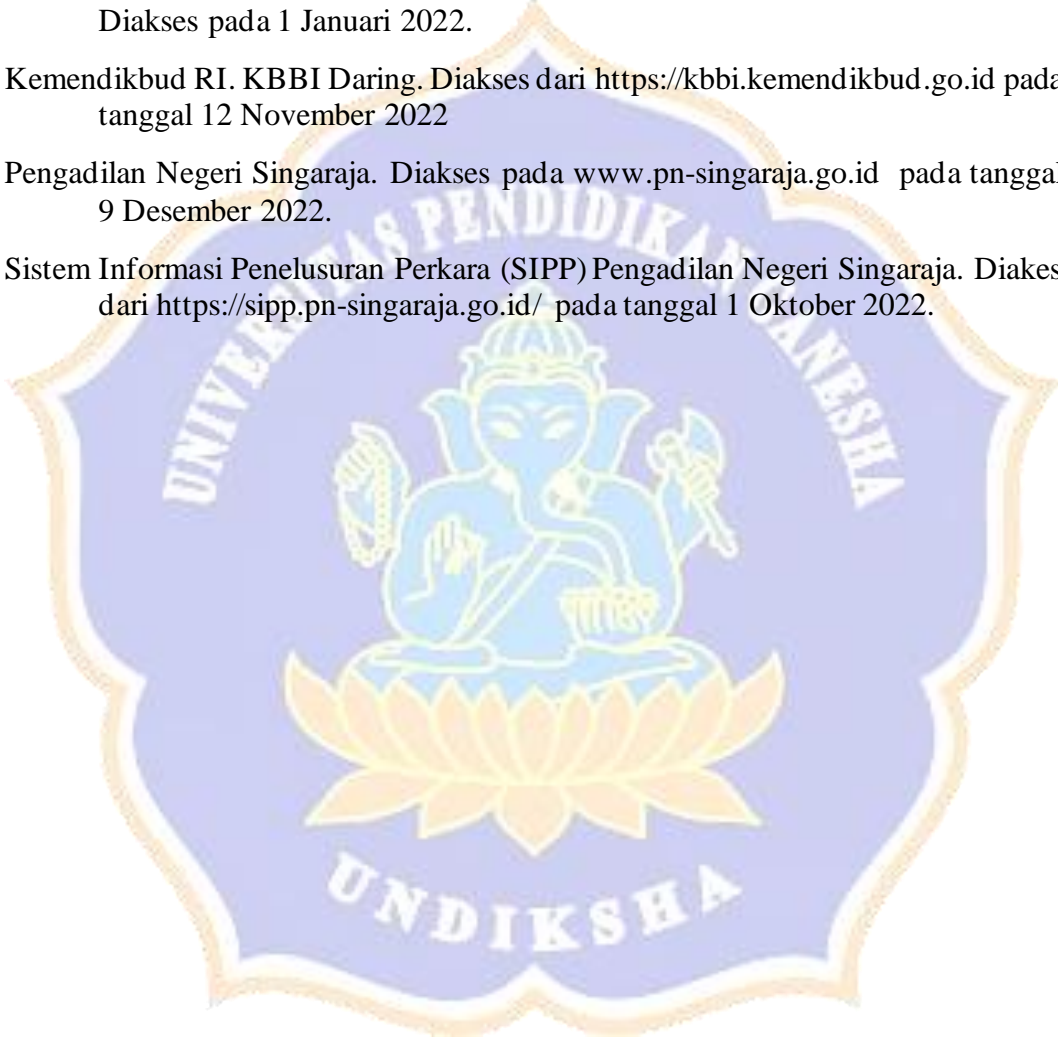 Diakses pada 1 Januari 2022.
Kemendikbud RI. KBBI Daring. Diakses dari https://kbbi.kemendikbud.go.id pada
tanggal 12 November 2022
Pengadilan Negeri Singaraja. Diakses pada www.pn-singaraja.go.id pada tanggal
9 Desember 2022.
Sistem Informasi Penelusuran Perkara (SIPP) Pengadilan Negeri Singaraja. Diakes
dari https://sipp.pn-singaraja.go.id/ pada tanggal 1 Oktober 2022.
UNIVERSITAS PENDIDIKAN GANESHA
UNDIKSHA